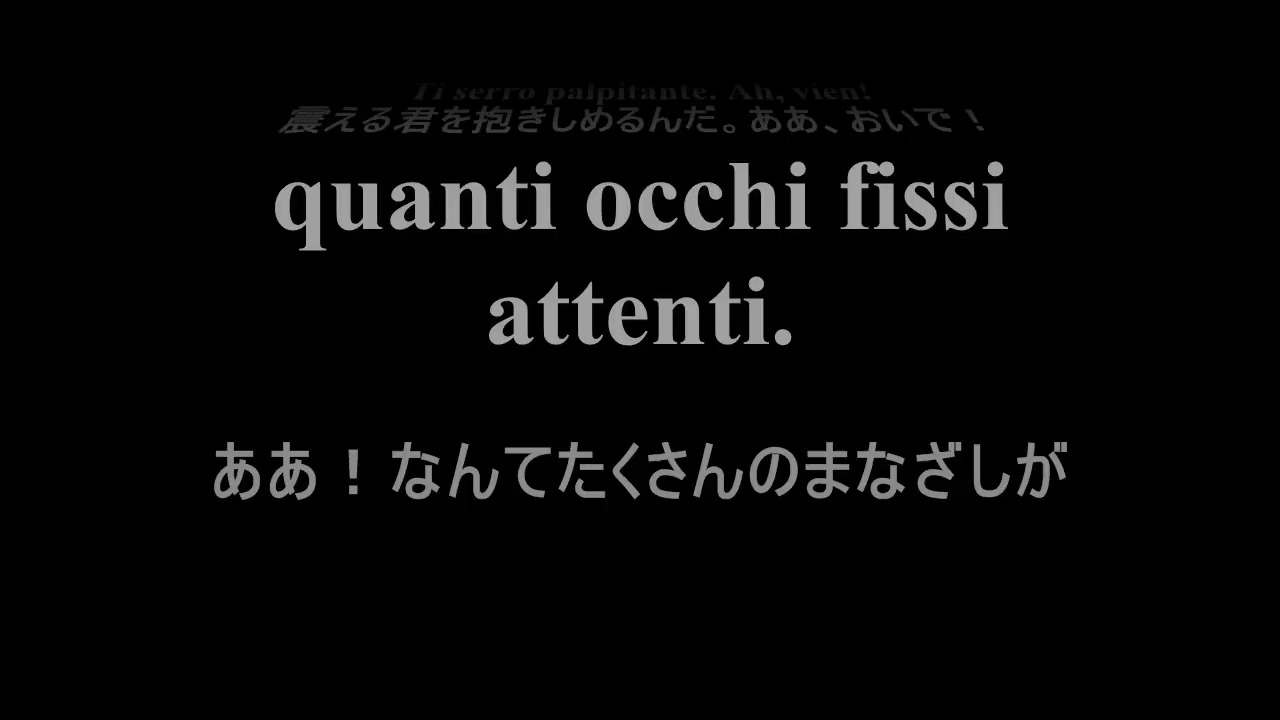 Ti serro palpitante. Ah, vien!
震える君を抱きしめるんだ。ああ、おいで！
quanti occhi fissi
attenti.
ああ！なんてたくさんのまなざしが